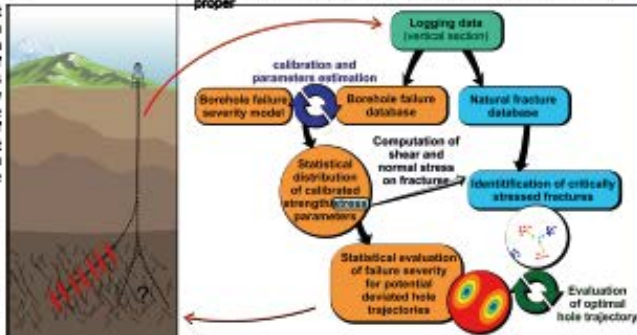 proper
Logging data
(vertical section)
calibration and
parameters estimation
Borehole failure
severity model
Borehole failure
database
Natural fracture
database
Computation of
shear and
normal stress
on fractures
Statistical
distribution
of calibrated
strength/stress
parameters
Identitification of critically
stressed fractures
Statistical evaluation
of failure severity
for potential
deviated hole
trajectories
Evaluation
of optimal
hole trajectory
?